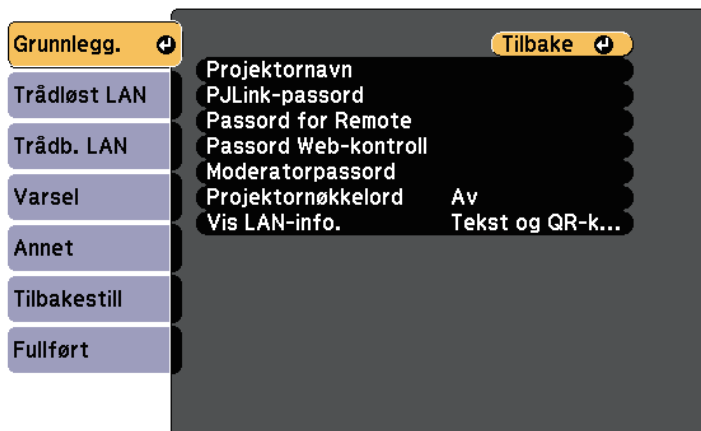 Grunnlegg.
Trådløst LAN
Trådb. LAN
Varsel
Annet
Tilbakestill
Fullført
Tilbake
Projektornavn
PJLink-passord
Passord for Remote
Passord Web-kontroll
Moderatorpassord
Projektornøkkelord Av
Vis LAN-info. Tekst og QR-k...